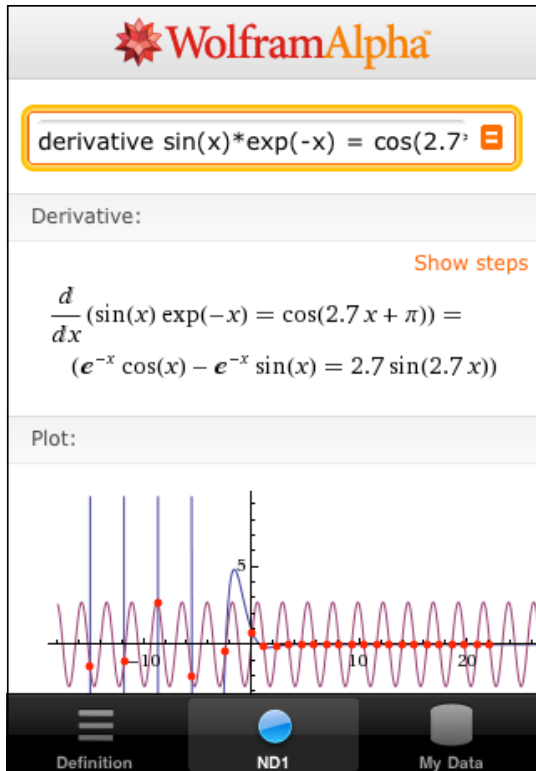 WolframAlpha
derivative sin(x)*exp(-x) = cos(2.7
Derivative:
Show steps
d/dx (sin(x) exp(−x) = cos(2.7 x + π)) =
(e^−x cos(x) − e^−x sin(x) = 2.7 sin(2.7 x))
Plot:
5
−10 10 20
Definition ND1 My Data